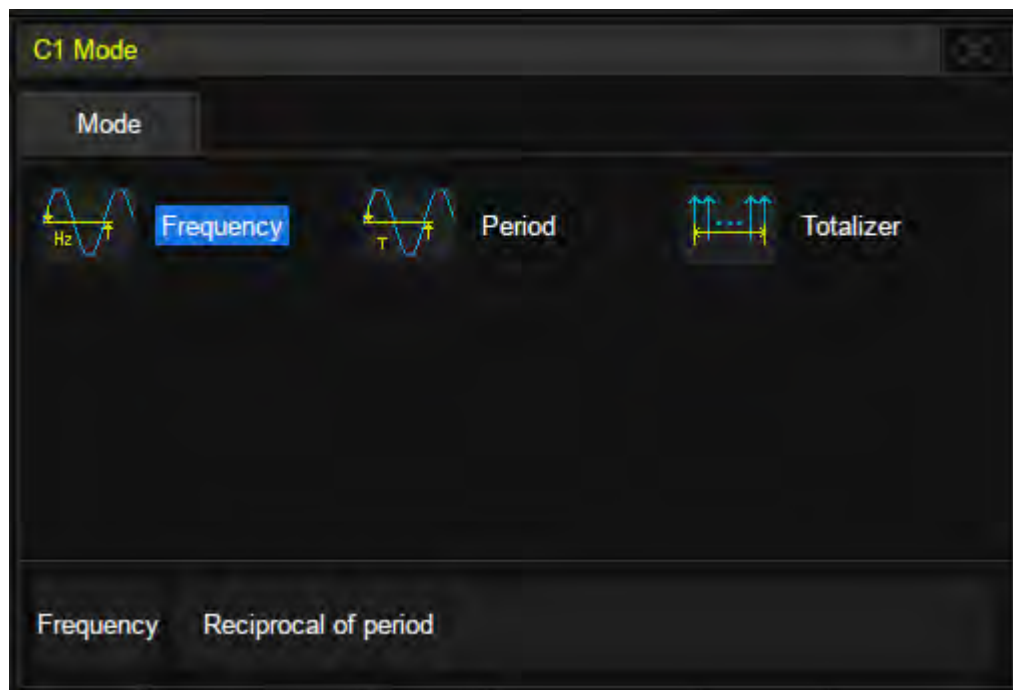 C1 Mode
Mode
Hz Frequency T Period Totalizer
Frequency Reciprocal of period